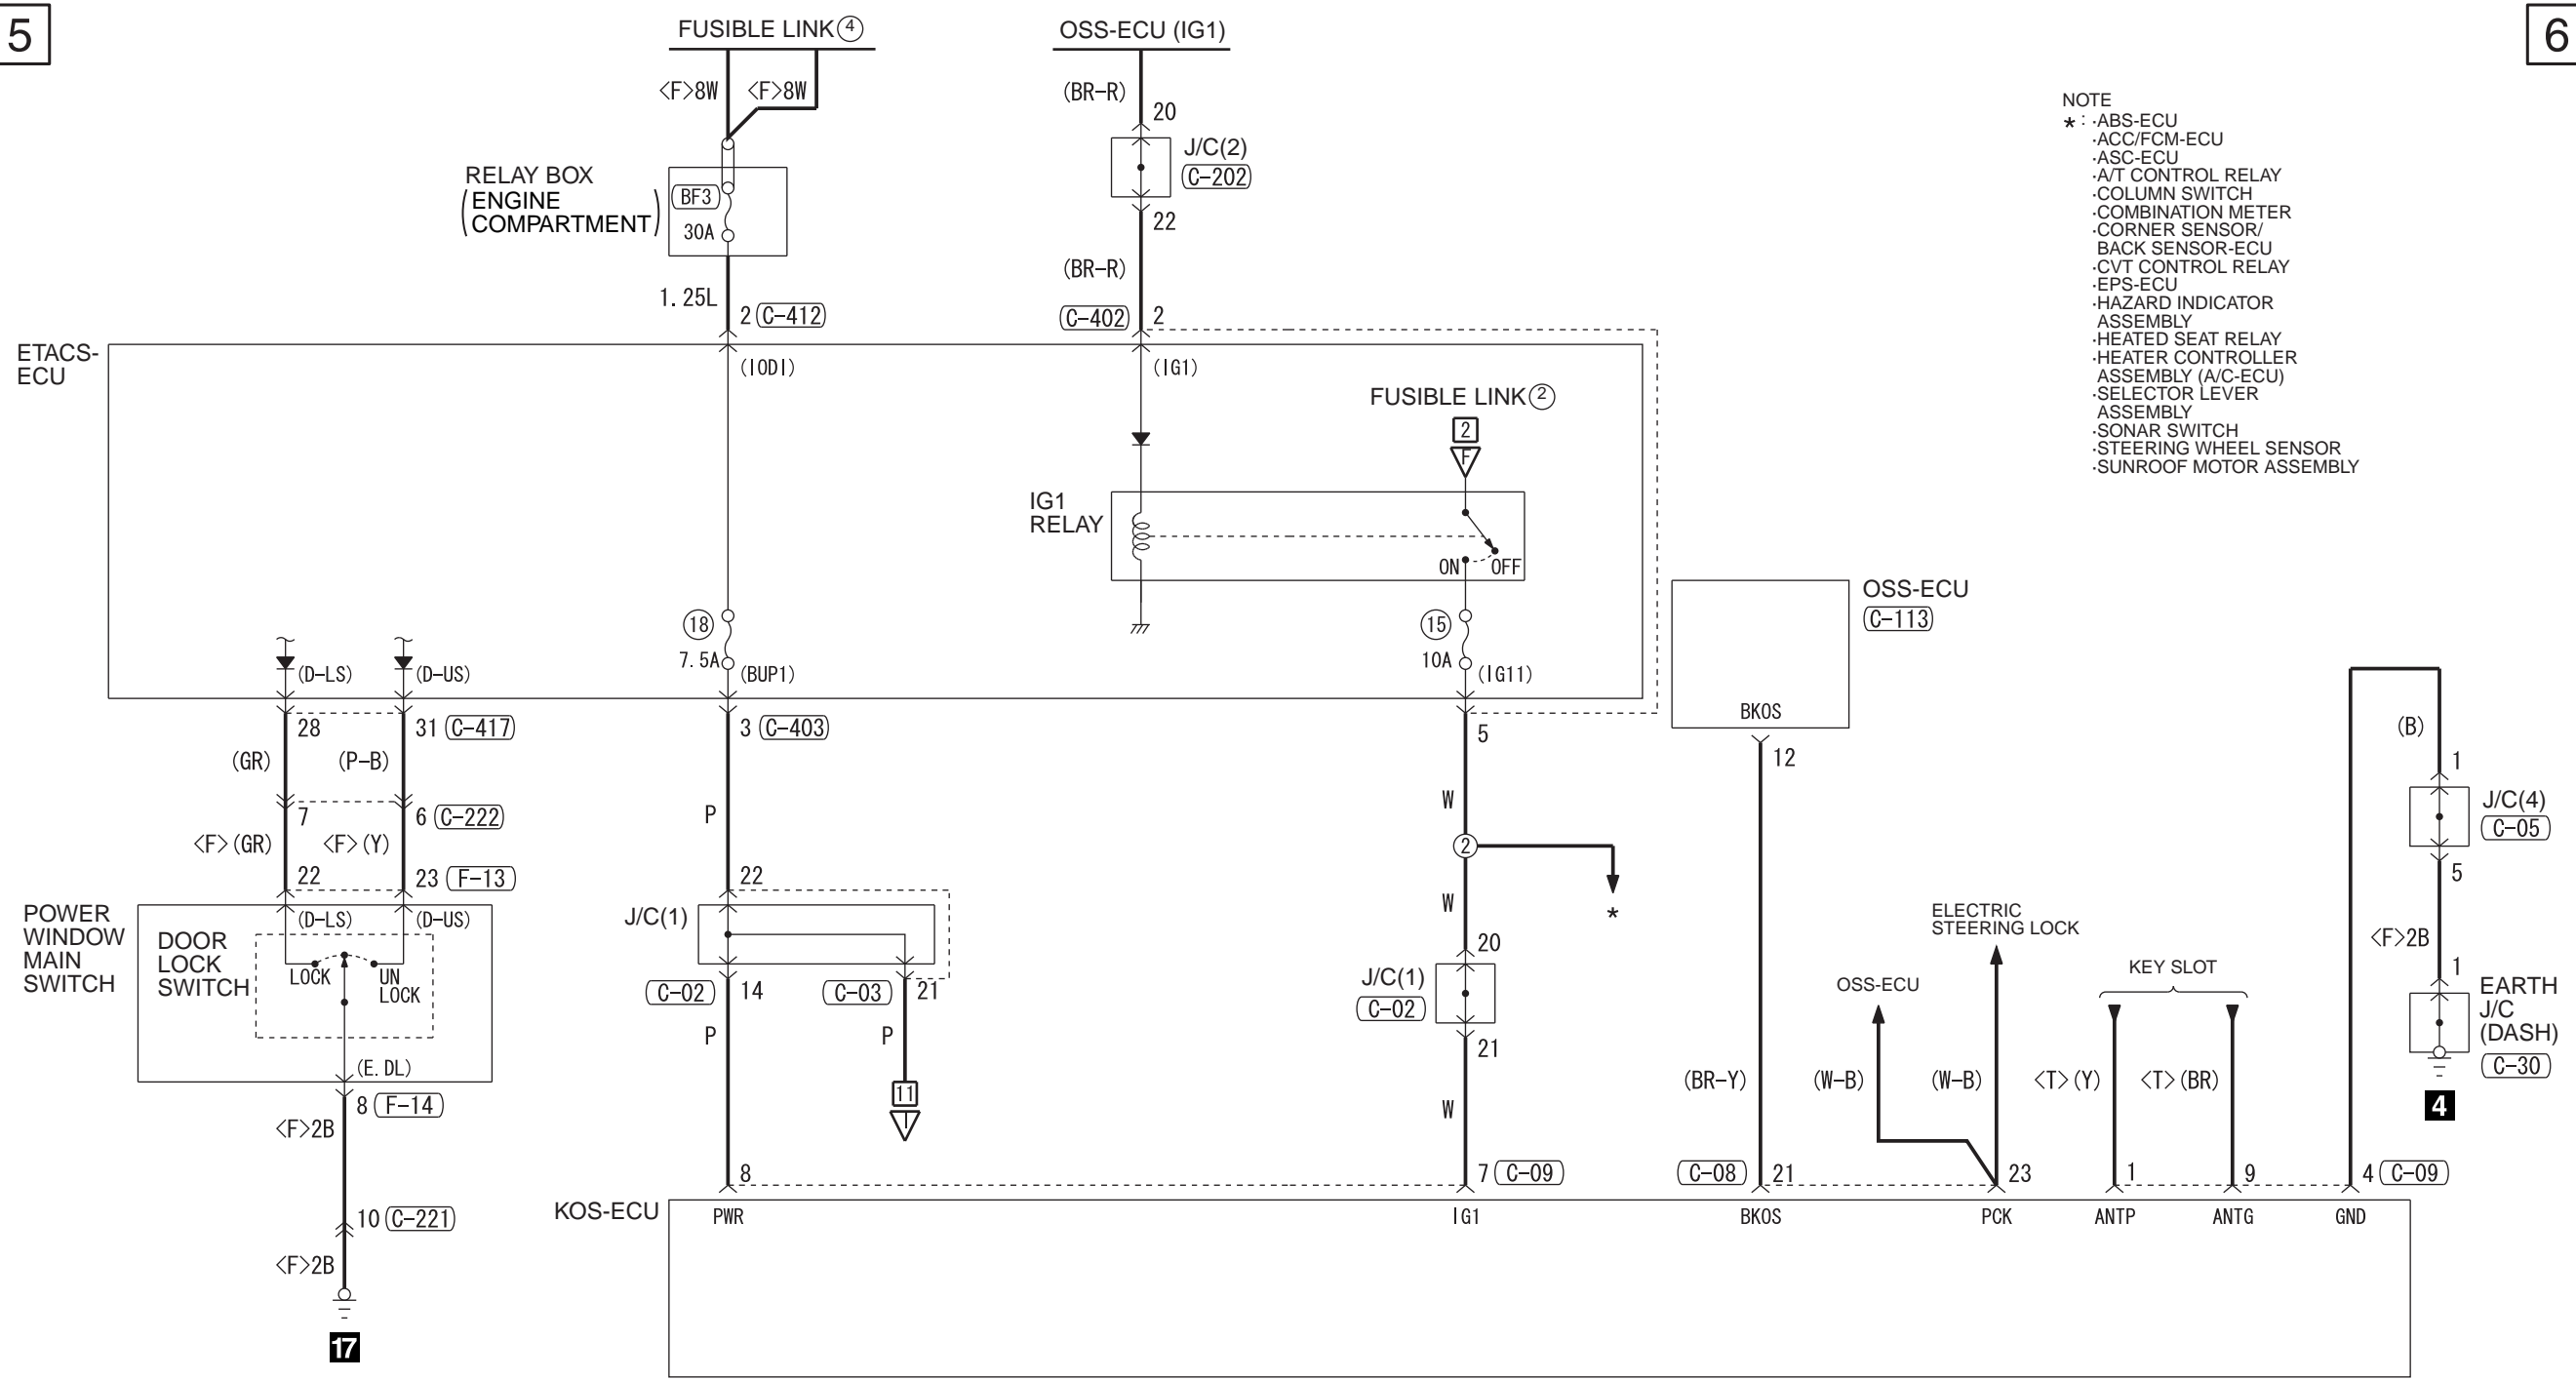 5
6
FUSIBLE LINK④
OSS-ECU (IG1)
<F>8W <F>8W
(BR-R)
20
J/C(2)
C-202
22
(BR-R)
RELAY BOX
(ENGINE
COMPARTMENT)
BF3
30A
1.25L
2 C-412
C-402 2
NOTE
* : ·ABS-ECU
·ACC/FCM-ECU
·ASC-ECU
·A/T CONTROL RELAY
·COLUMN SWITCH
·COMBINATION METER
·CORNER SENSOR/
BACK SENSOR-ECU
·CVT CONTROL RELAY
·EPS-ECU
·HAZARD INDICATOR
ASSEMBLY
·HEATED SEAT RELAY
·HEATER CONTROLLER
ASSEMBLY (A/C-ECU)
·SELECTOR LEVER
ASSEMBLY
·SONAR SWITCH
·STEERING WHEEL SENSOR
·SUNROOF MOTOR ASSEMBLY
ETACS-
ECU
(IODI)
(IG1)
FUSIBLE LINK②
2
F
IG1
RELAY
ON OFF
18
7.5A
(BUP1)
15
10A
(IG11)
(D-LS) (D-US)
OSS-ECU
C-113
BKOS
12
28 31 C-417
(GR) (P-B)
7 6 C-222
<F>(GR) <F>(Y)
22 23 F-13
3 C-403
P
22
J/C(1)
C-02 14
C-03 21
P
P
11
I
5
W
2
*
W
20
J/C(1)
C-02
21
W
POWER
WINDOW
MAIN
SWITCH
DOOR
LOCK
SWITCH
(D-LS) (D-US)
LOCK
UN
LOCK
(E.DL)
8 F-14
<F>2B
10 C-221
<F>2B
17
(BR-Y)
OSS-ECU
(W-B)
ELECTRIC
STEERING LOCK
(W-B)
KEY SLOT
<T>(Y) <T>(BR)
(B)
1
J/C(4)
C-05
5
<F>2B
1
EARTH
J/C
(DASH)
C-30
4
8 7 C-09 C-08 21 23 1 9 4 C-09
KOS-ECU
PWR IG1 BKOS PCK ANTP ANTG GND